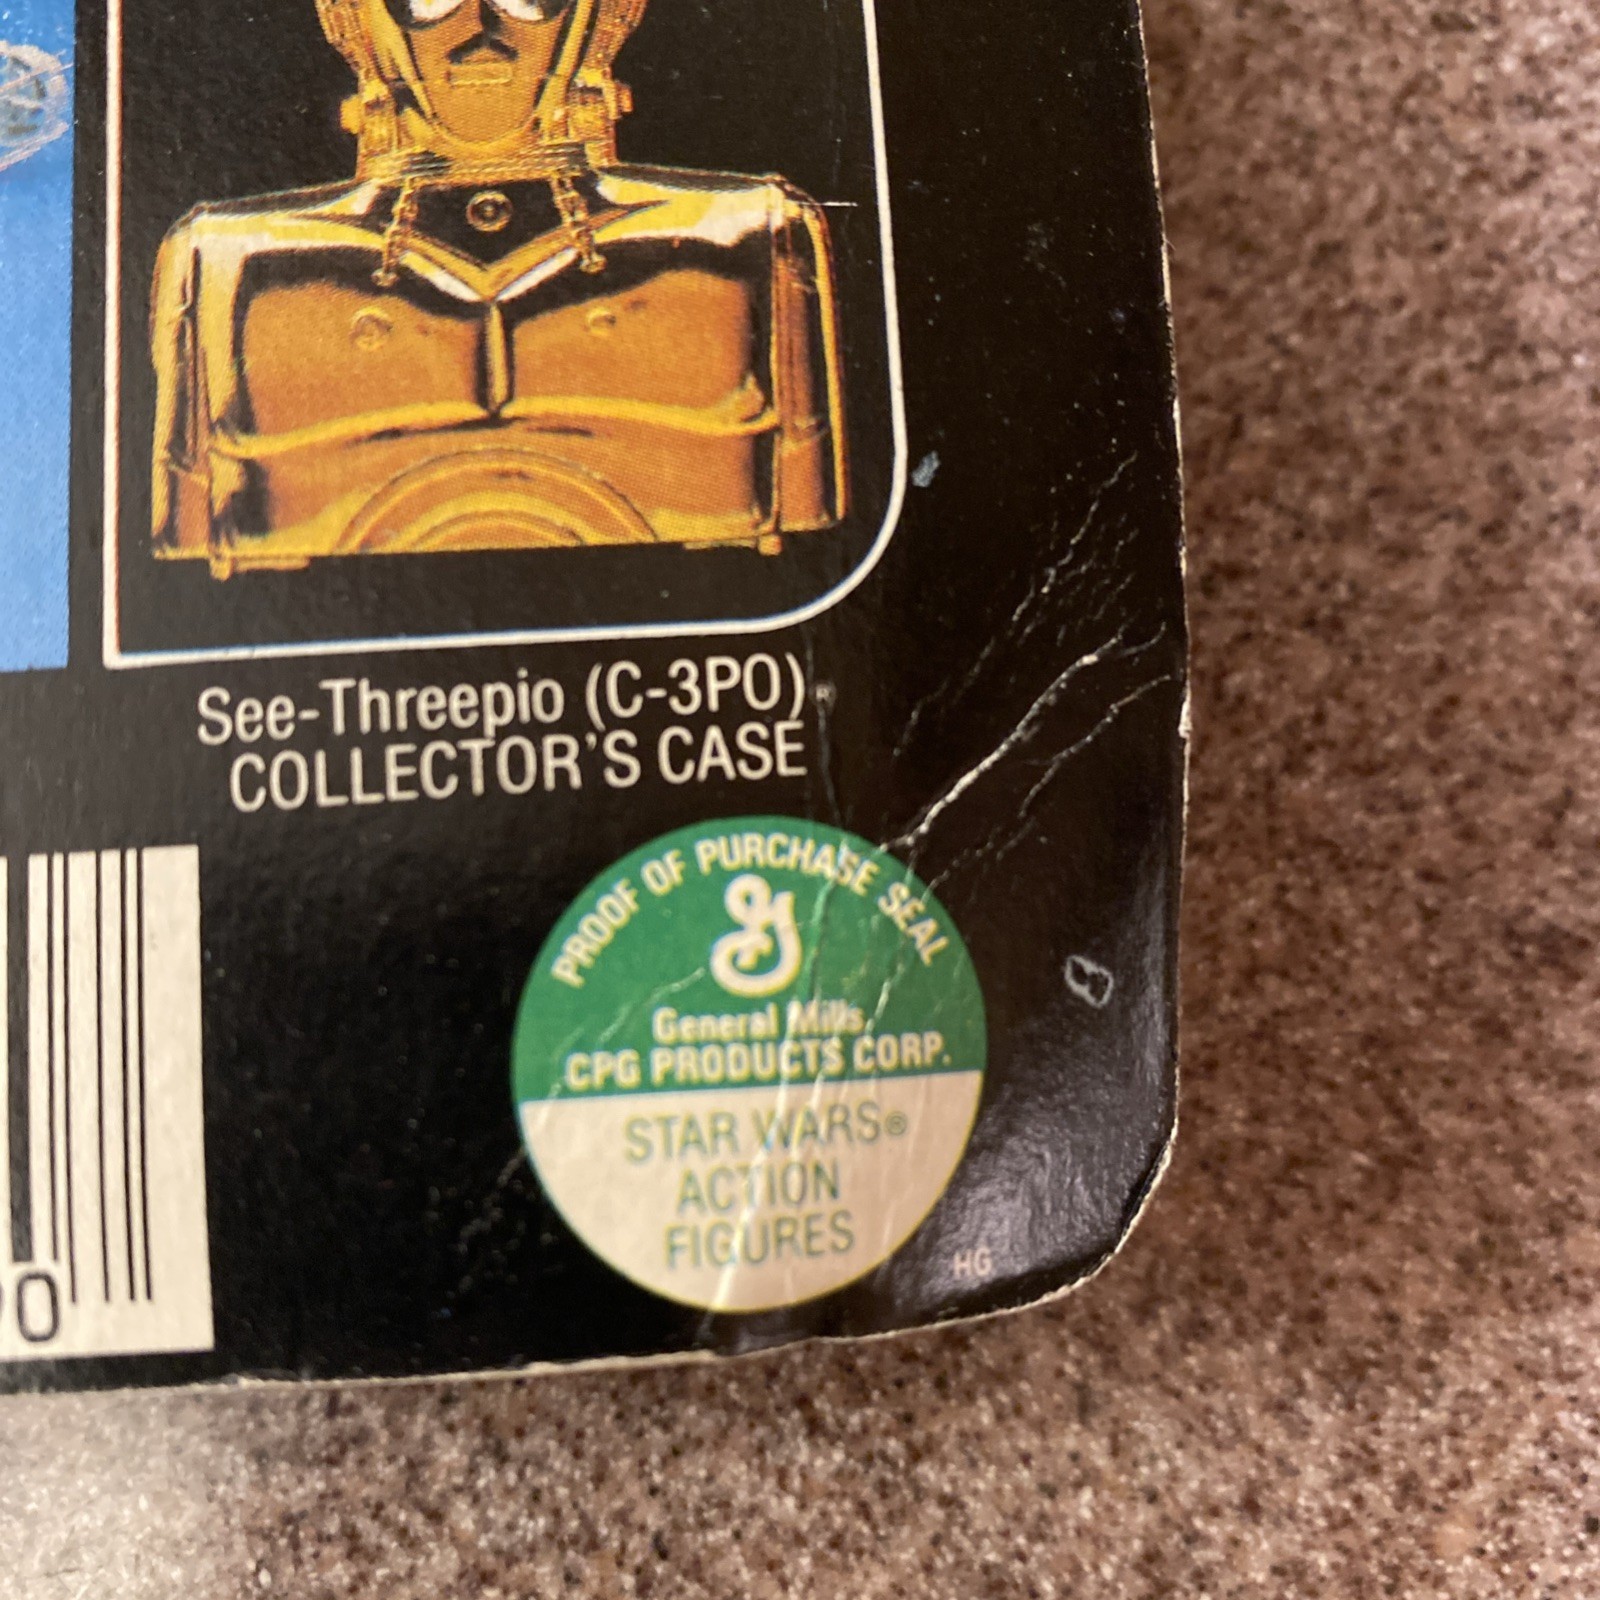 See-Threepio (C-3PO)®
COLLECTOR'S CASE
PROOF OF PURCHASE SEAL
General Mills
CPG PRODUCTS CORP.
STAR WARS®
ACTION
FIGURES
HG
0